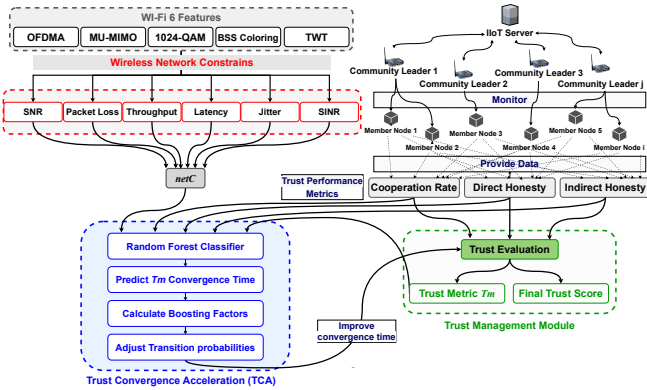 WI-Fi 6 Features
OFDMA
MU-MIMO
1024-QAM
BSS Coloring
TWT
Wireless Network Constrains
SNR
Packet Loss
Throughput
Latency
Jitter
SINR
netC
IIoT Server
Community Leader 1
Community Leader 2
Community Leader 3
Community Leader j
Monitor
Member Node 1
Member Node 2
Member Node 3
Member Node 4
Member Node 5
Member Node i
Provide Data
Trust Performance
Metrics
Cooperation Rate
Direct Honesty
Indirect Honesty
Random Forest Classifier
Predict Tm Convergence Time
Calculate Boosting Factors
Adjust Transition probabilities
Trust Convergence Acceleration (TCA)
Improve
convergence time
Trust Evaluation
Trust Metric Tm
Final Trust Score
Trust Management Module